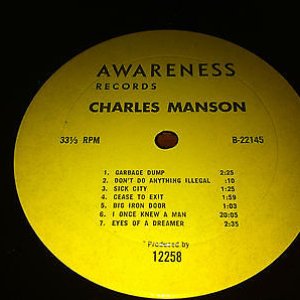 AWARENESS
RECORDS
CHARLES MANSON
33⅓ RPM B-22145
1. GARBAGE DUMP 2:25
2. DON'T DO ANYTHING ILLEGAL :10
3. SICK CITY 1:25
4. CEASE TO EXIT 1:59
5. BIG IRON DOOR 1:03
6. I ONCE KNEW A MAN 20:05
7. EYES OF A DREAMER 2:35
Produced by
12258